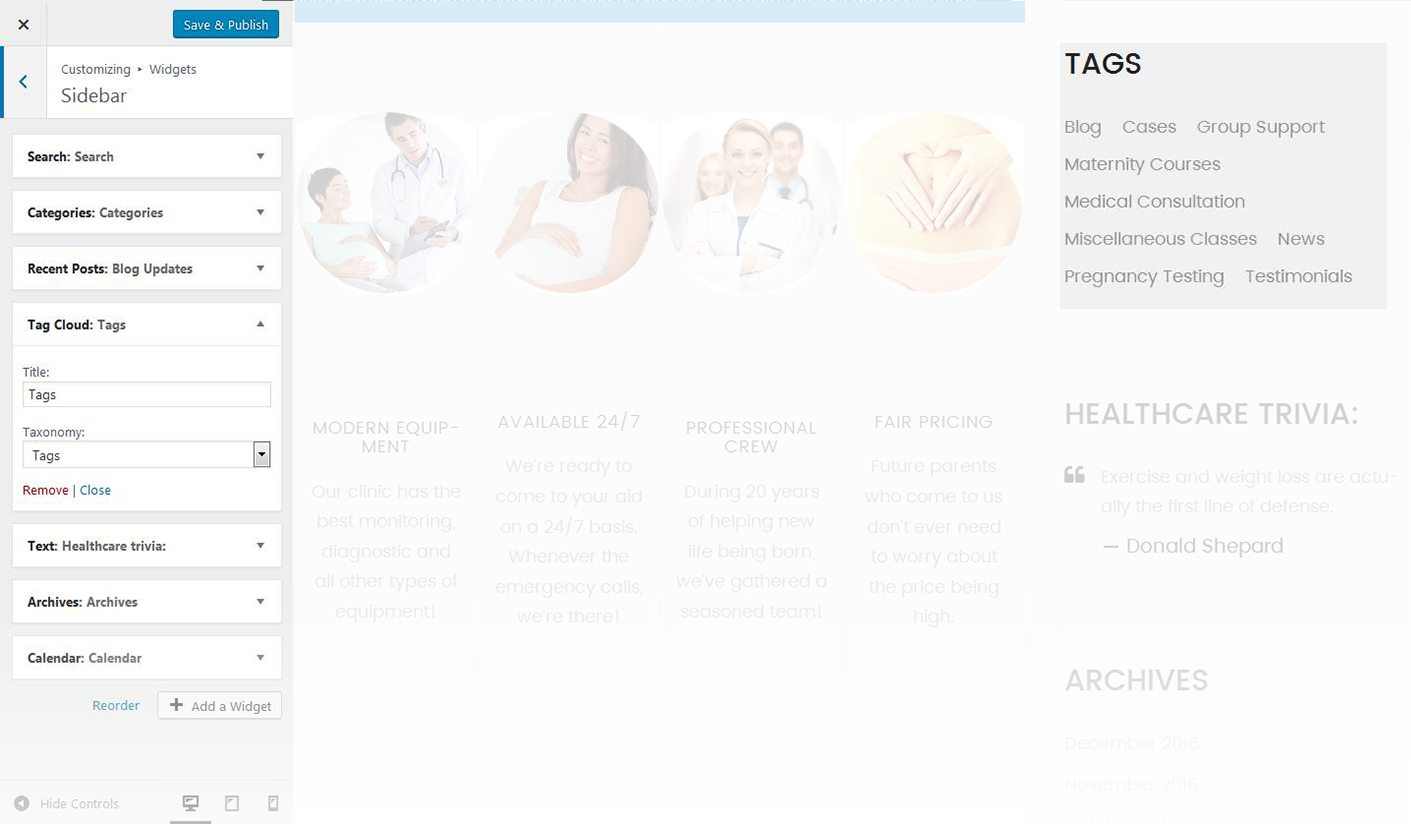 Save & Publish
Customizing ▸ Widgets
Sidebar
Search: Search
Categories: Categories
Recent Posts: Blog Updates
Tag Cloud: Tags
Title:
Tags
Taxonomy:
Tags
Remove | Close
Text: Healthcare trivia:
Archives: Archives
Calendar: Calendar
Reorder
Add a Widget
Hide Controls
MODERN EQUIP-
MENT
Our clinic has the
best monitoring,
diagnostic and
all other types of
equipment!
AVAILABLE 24/7
We're ready to
come to your aid
on a 24/7 basis.
Whenever the
emergency calls,
we're there!
PROFESSIONAL
CREW
During 20 years
of helping new
life being born,
we've gathered a
seasoned team!
FAIR PRICING
Future parents
who come to us
don't ever need
to worry about
the price being
high.
TAGS
Blog Cases Group Support
Maternity Courses
Medical Consultation
Miscellaneous Classes News
Pregnancy Testing Testimonials
HEALTHCARE TRIVIA:
Exercise and weight loss are actu-
ally the first line of defense.
— Donald Shepard
ARCHIVES
December 2016
November 2016